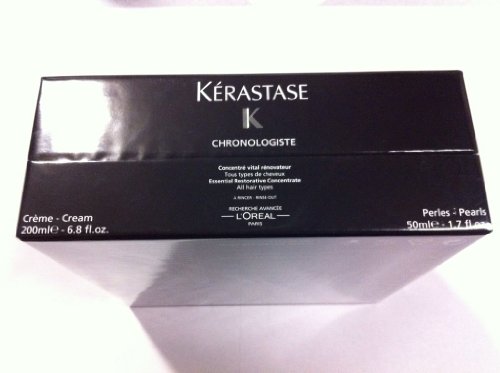 KÉRASTASE
K
CHRONOLOGISTE
Concentré vital rénovateur
Tous types de cheveux
Essential Restorative Concentrate
All hair types
À RINCER - RINSE-OUT
RECHERCHE AVANCÉE
L'ORÉAL
PARIS
Crème - Cream
200ml℮ - 6.8 fl.oz.
Perles - Pearls
50ml℮ - 1.7 fl.oz.